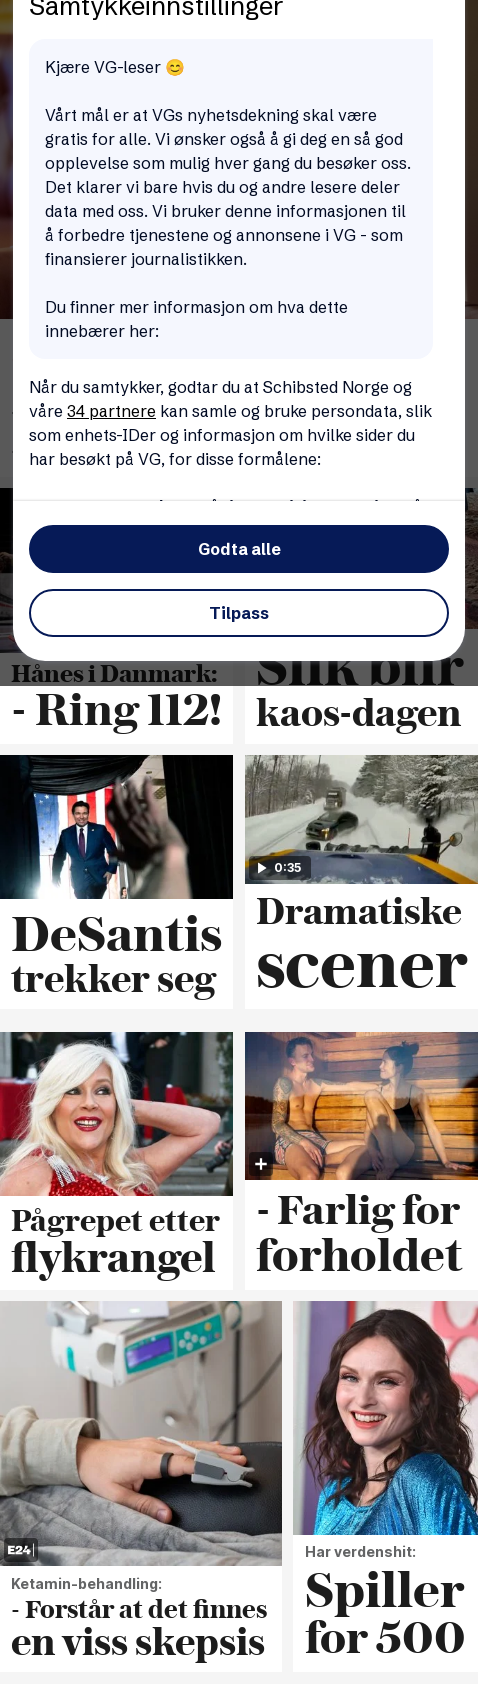 Samtykkeinnstillinger
Kjære VG-leser 😊
Vårt mål er at VGs nyhetsdekning skal være
gratis for alle. Vi ønsker også å gi deg en så god
opplevelse som mulig hver gang du besøker oss.
Det klarer vi bare hvis du og andre lesere deler
data med oss. Vi bruker denne informasjonen til
å forbedre tjenestene og annonsene i VG - som
finansierer journalistikken.
Du finner mer informasjon om hva dette
innebærer her:
Når du samtykker, godtar du at Schibsted Norge og
våre 34 partnere kan samle og bruke persondata, slik
som enhets-IDer og informasjon om hvilke sider du
har besøkt på VG, for disse formålene:
Godta alle
Tilpass
Hånes i Danmark:
- Ring 112!
Slik blir
kaos-dagen
DeSantis
trekker seg
0:35
Dramatiske
scener
Pågrepet etter
flykrangel
- Farlig for
forholdet
E24
Ketamin-behandling:
- Forstår at det finnes
en viss skepsis
Har verdenshit:
Spiller
for 500